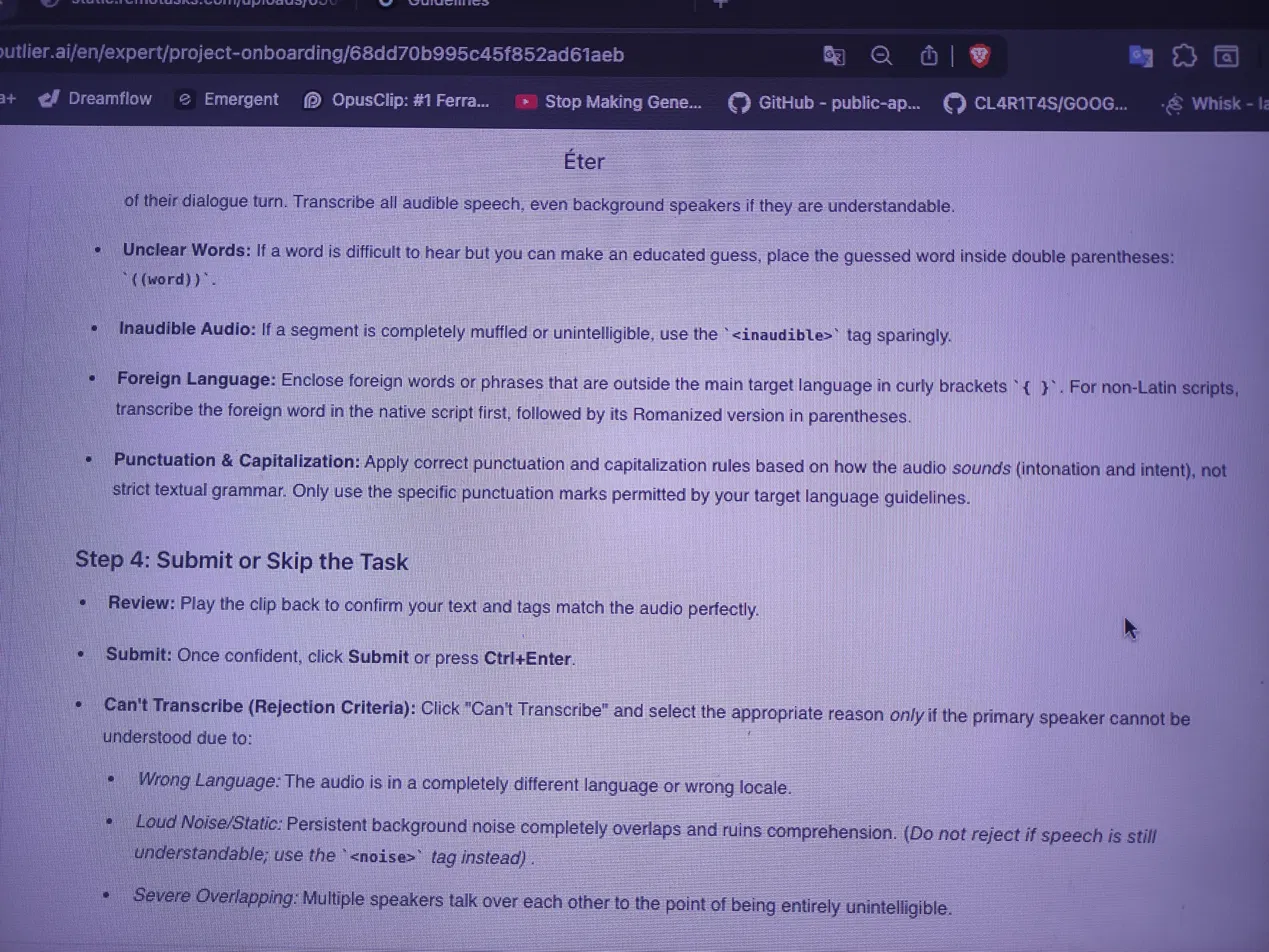 Guidelines
outlier.ai/en/expert/project-onboarding/68dd70b995c45f852ad61aeb
a+ Dreamflow Emergent OpusClip: #1 Ferra... Stop Making Gene... GitHub - public-ap... CL4R1T4S/GOOG... Whisk - la
Éter
of their dialogue turn. Transcribe all audible speech, even background speakers if they are understandable.
• Unclear Words: If a word is difficult to hear but you can make an educated guess, place the guessed word inside double parentheses:
`((word))`.
• Inaudible Audio: If a segment is completely muffled or unintelligible, use the `<inaudible>` tag sparingly.
• Foreign Language: Enclose foreign words or phrases that are outside the main target language in curly brackets `{ }`. For non-Latin scripts,
transcribe the foreign word in the native script first, followed by its Romanized version in parentheses.
• Punctuation & Capitalization: Apply correct punctuation and capitalization rules based on how the audio sounds (intonation and intent), not
strict textual grammar. Only use the specific punctuation marks permitted by your target language guidelines.
Step 4: Submit or Skip the Task
• Review: Play the clip back to confirm your text and tags match the audio perfectly.
• Submit: Once confident, click Submit or press Ctrl+Enter.
• Can't Transcribe (Rejection Criteria): Click "Can't Transcribe" and select the appropriate reason only if the primary speaker cannot be
understood due to:
• Wrong Language: The audio is in a completely different language or wrong locale.
• Loud Noise/Static: Persistent background noise completely overlaps and ruins comprehension. (Do not reject if speech is still
understandable; use the `<noise>` tag instead) .
• Severe Overlapping: Multiple speakers talk over each other to the point of being entirely unintelligible.